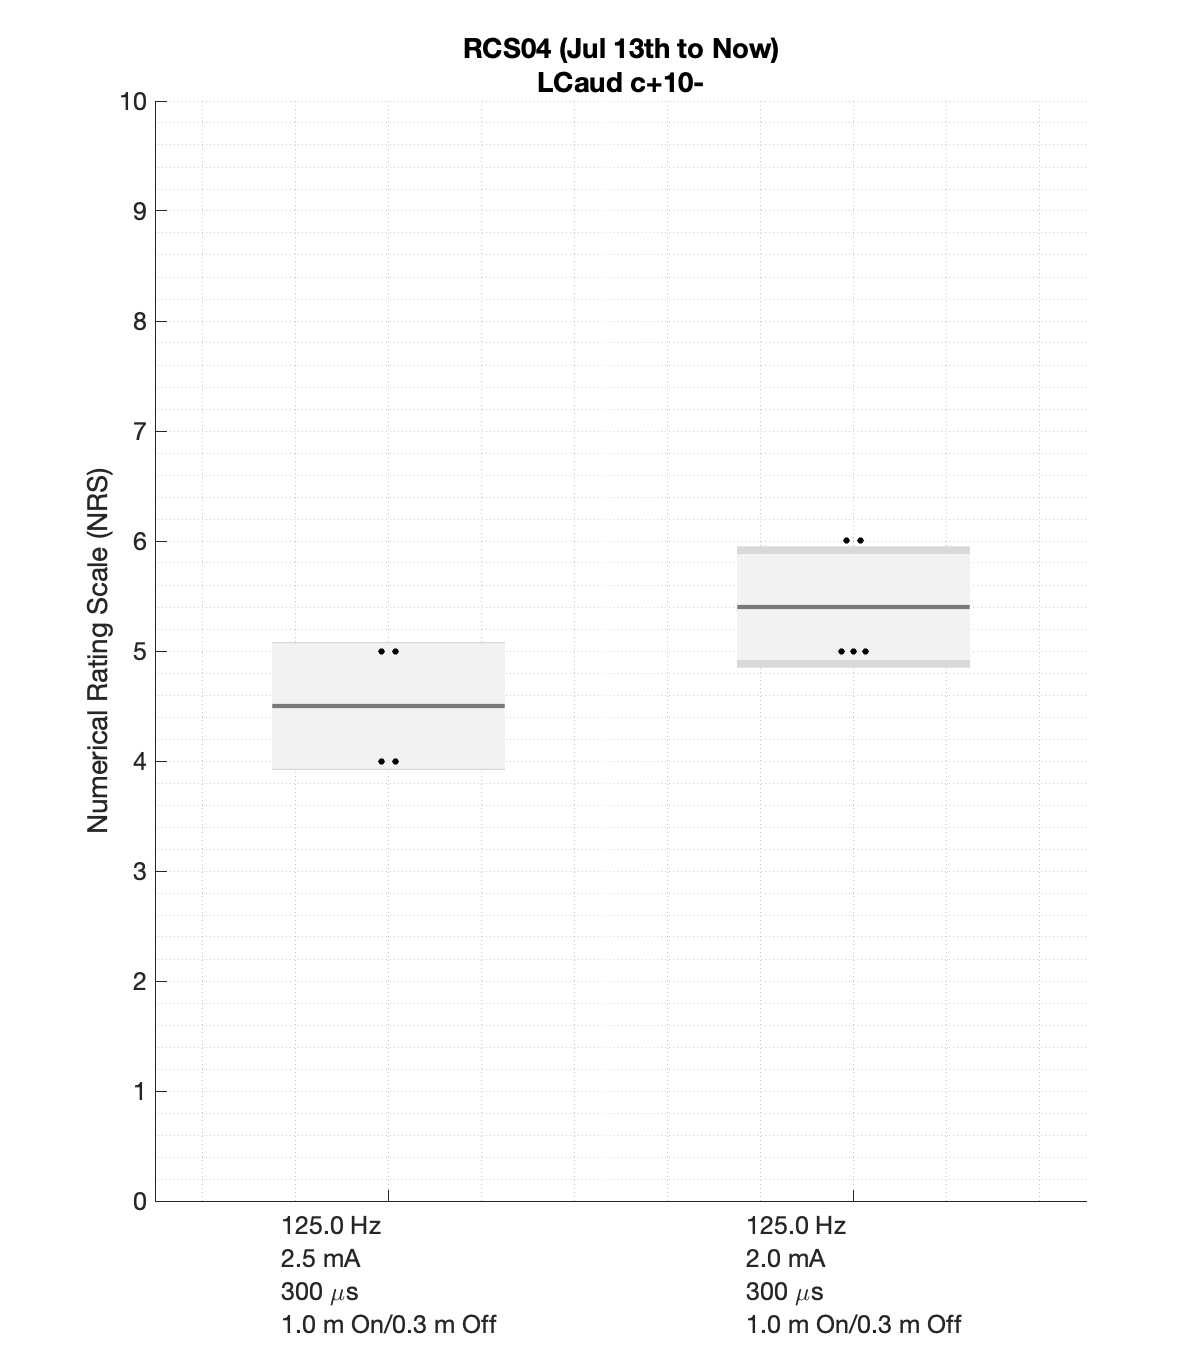 RCS04 (Jul 13th to Now)
LCaud c+10-
10
9
8
7
6
5
4
3
2
1
0
Numerical Rating Scale (NRS)
125.0 Hz
2.5 mA
300 μs
1.0 m On/0.3 m Off
125.0 Hz
2.0 mA
300 μs
1.0 m On/0.3 m Off